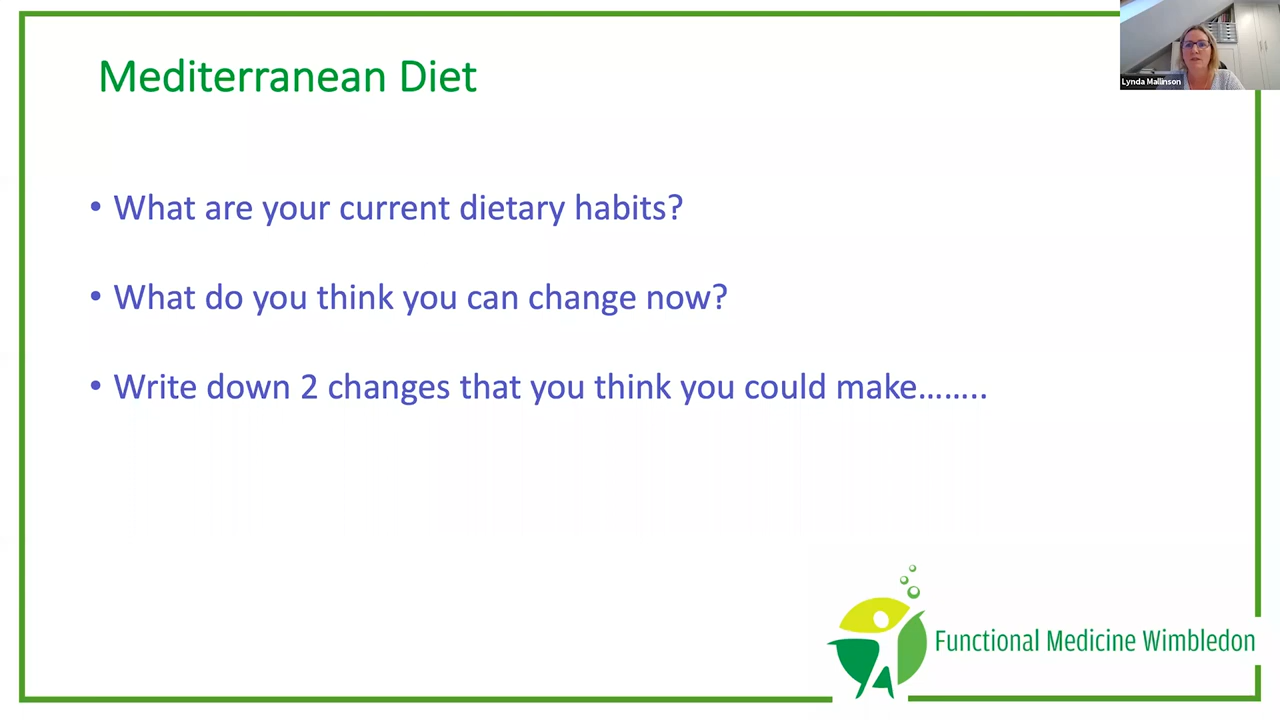 Mediterranean Diet
Lynda Mallinson
• What are your current dietary habits?
• What do you think you can change now?
• Write down 2 changes that you think you could make……..
Functional Medicine Wimbledon